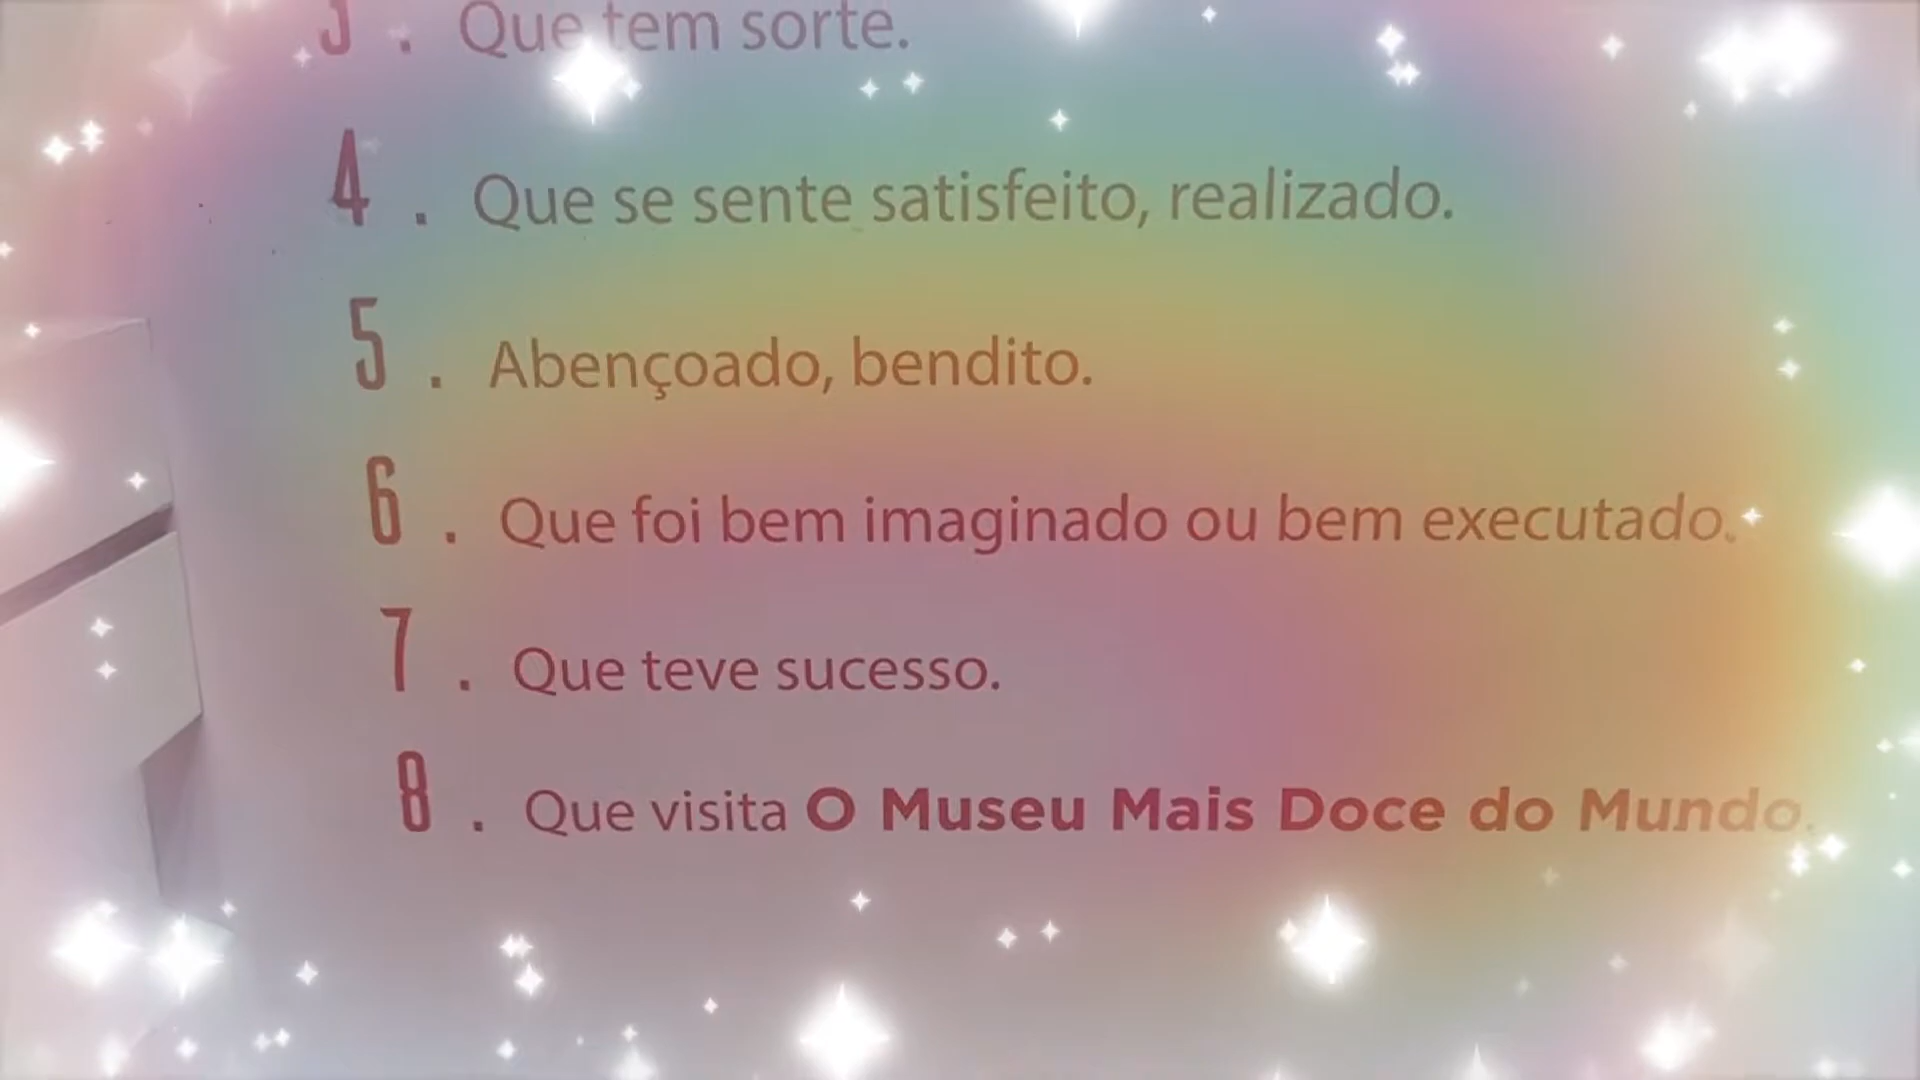 3 . Que tem sorte.
4 . Que se sente satisfeito, realizado.
5 . Abençoado, bendito.
6 . Que foi bem imaginado ou bem executado.
7 . Que teve sucesso.
8 . Que visita O Museu Mais Doce do Mundo.